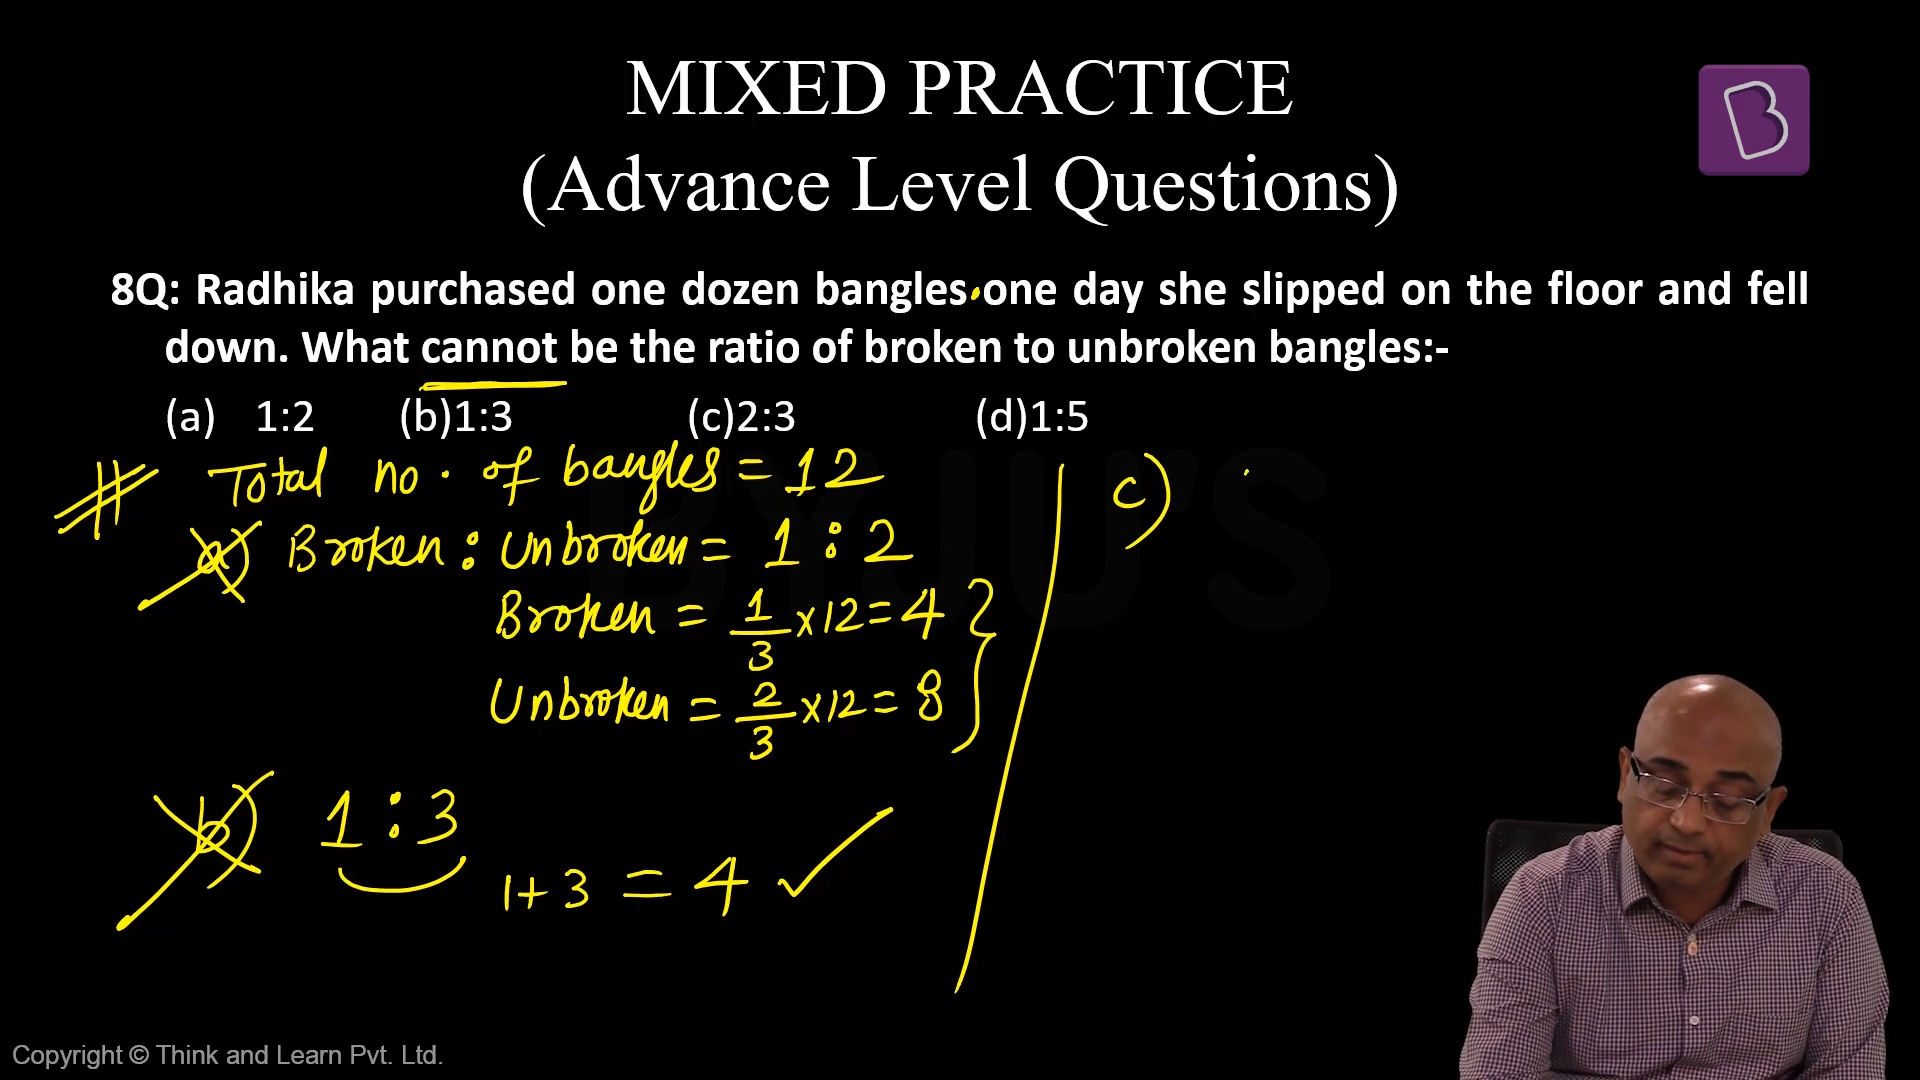 MIXED PRACTICE
(Advance Level Questions)
8Q: Radhika purchased one dozen bangles.one day she slipped on the floor and fell
down. What cannot be the ratio of broken to unbroken bangles:-
(a) 1:2 (b)1:3 (c)2:3 (d)1:5
Total no. of bangles = 12
a) Broken : Unbroken = 1 : 2
Broken = 1/3 × 12 = 4
Unbroken = 2/3 × 12 = 8
b) 1 : 3
1 + 3 = 4 ✓
c)
BYJU'S
B
Copyright © Think and Learn Pvt. Ltd.